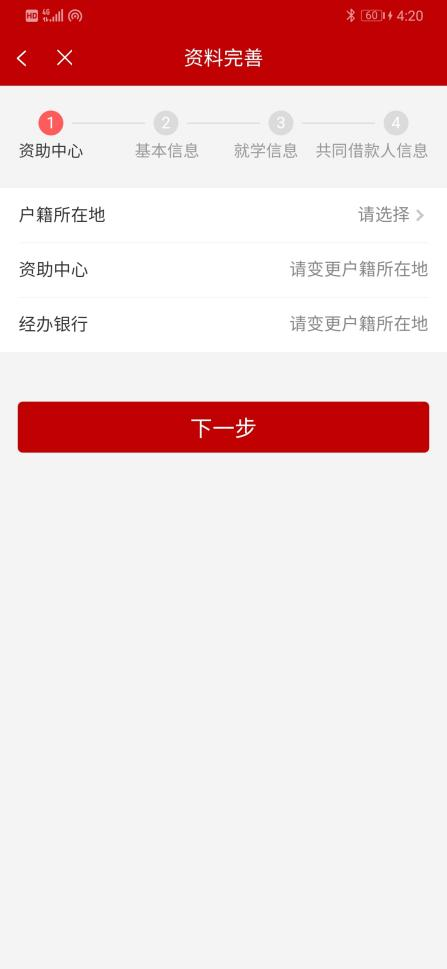 HD 4G 60 4:20
资料完善
1 2 3 4
资助中心 基本信息 就学信息 共同借款人信息
户籍所在地 请选择
资助中心 请变更户籍所在地
经办银行 请变更户籍所在地
下一步